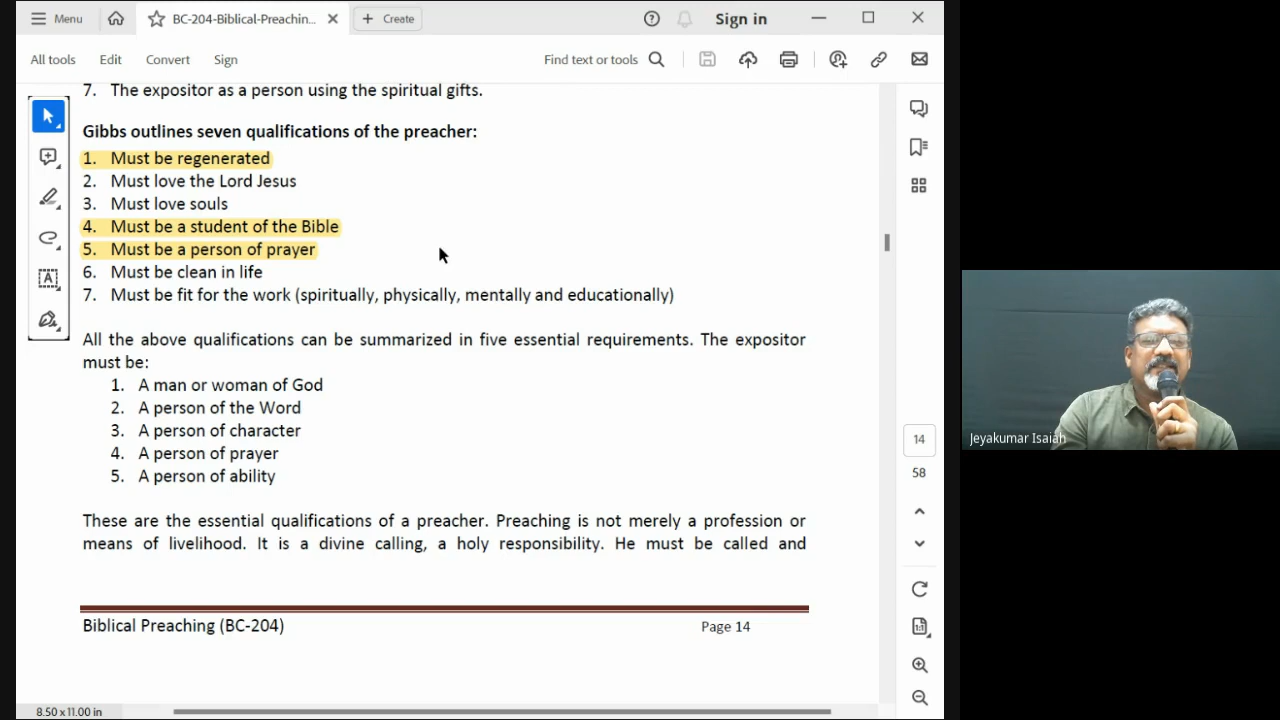 Menu
BC-204-Biblical-Preachin...
Create
Sign in
All tools
Edit
Convert
Sign
Find text or tools
7. The expositor as a person using the spiritual gifts.
Gibbs outlines seven qualifications of the preacher:
1. Must be regenerated
2. Must love the Lord Jesus
3. Must love souls
4. Must be a student of the Bible
5. Must be a person of prayer
6. Must be clean in life
7. Must be fit for the work (spiritually, physically, mentally and educationally)
All the above qualifications can be summarized in five essential requirements. The expositor
must be:
1. A man or woman of God
2. A person of the Word
3. A person of character
4. A person of prayer
5. A person of ability
These are the essential qualifications of a preacher. Preaching is not merely a profession or
means of livelihood. It is a divine calling, a holy responsibility. He must be called and
Biblical Preaching (BC-204)
Page 14
8.50 x 11.00 in
14
58
1:1
Jeyakumar Isaiah